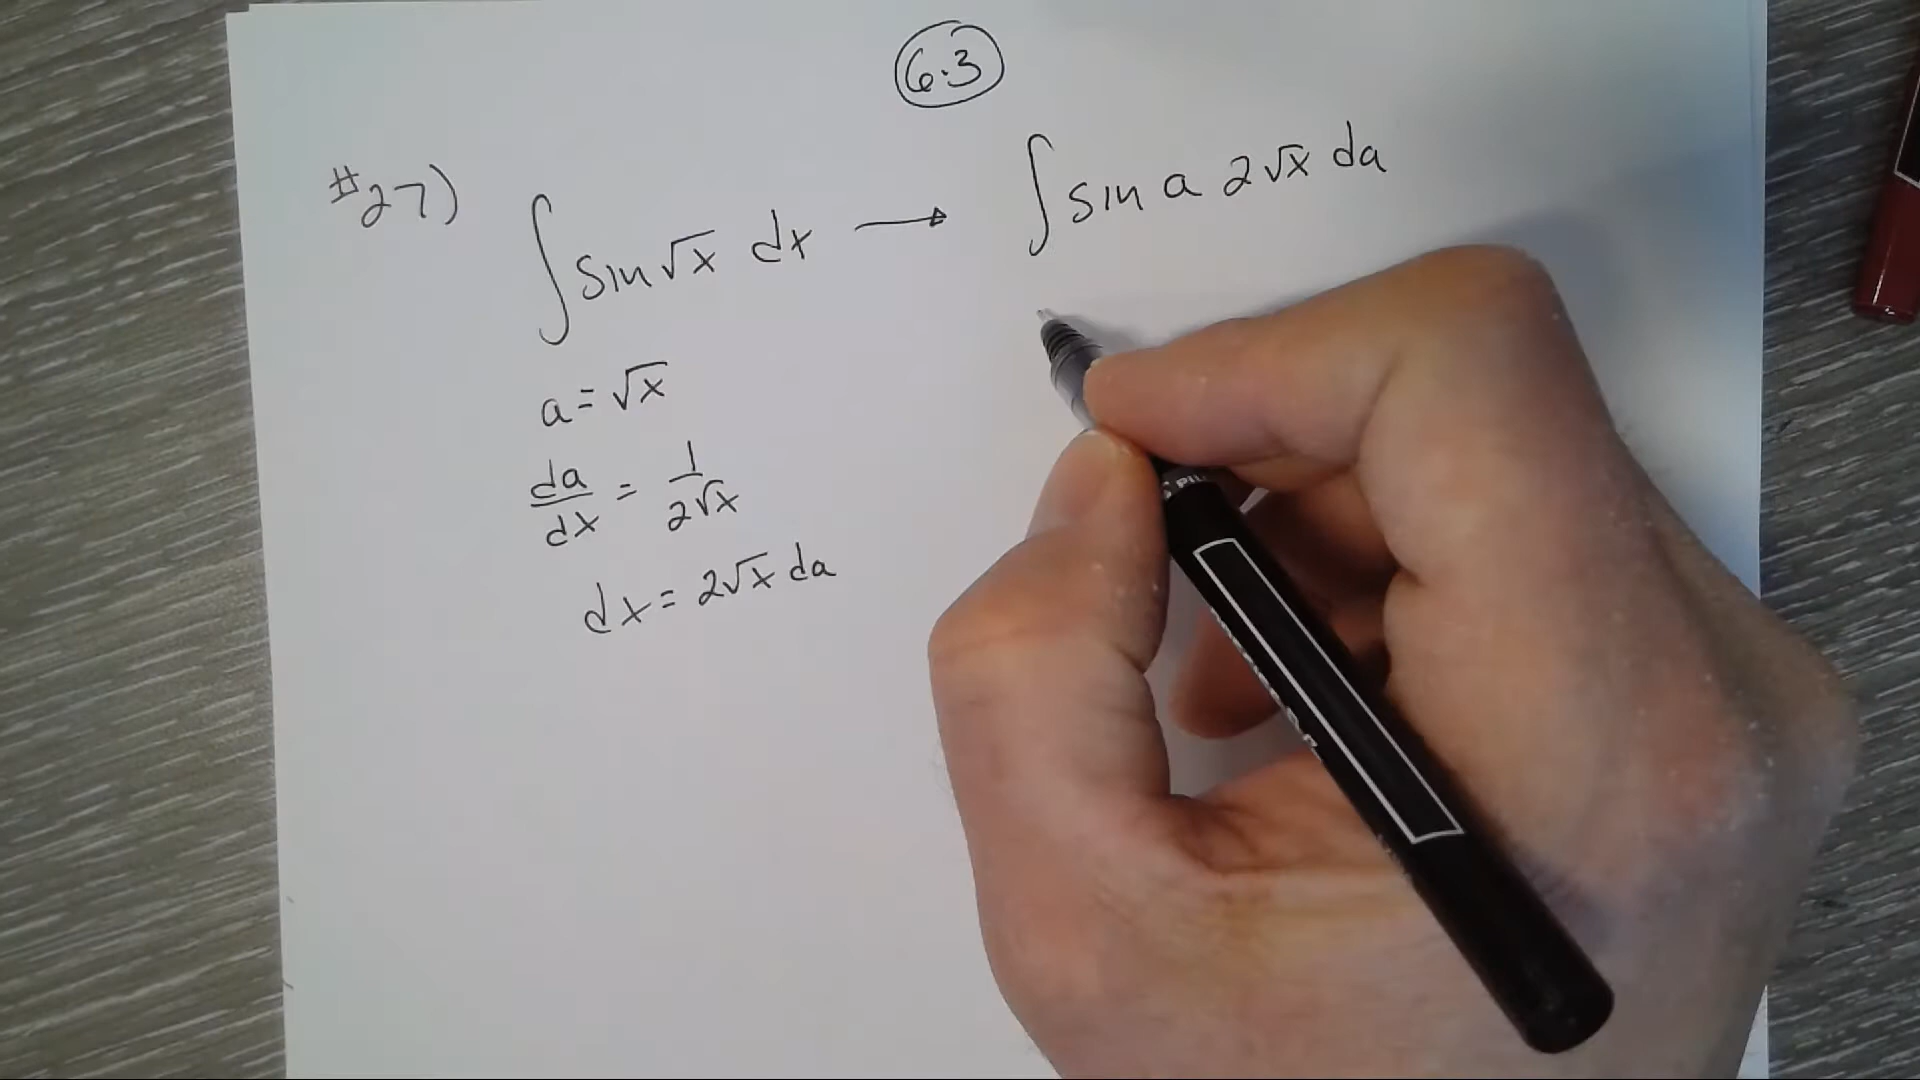 6.3
#27) ∫ sin √x dx → ∫ sin a 2√x da
a = √x
da/dx = 1/(2√x)
dx = 2√x da